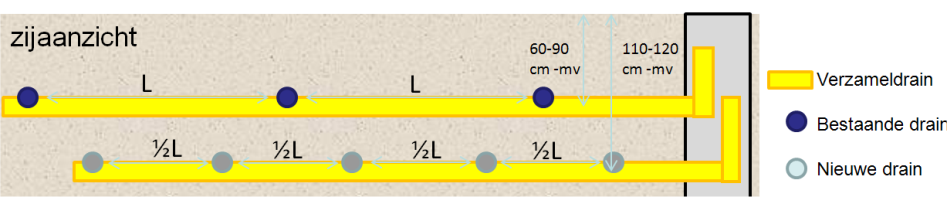 zijaanzicht
60-90
cm -mv
110-120
cm -mv
L
L
½L
½L
½L
½L
Verzameldrain
Bestaande drain
Nieuwe drain